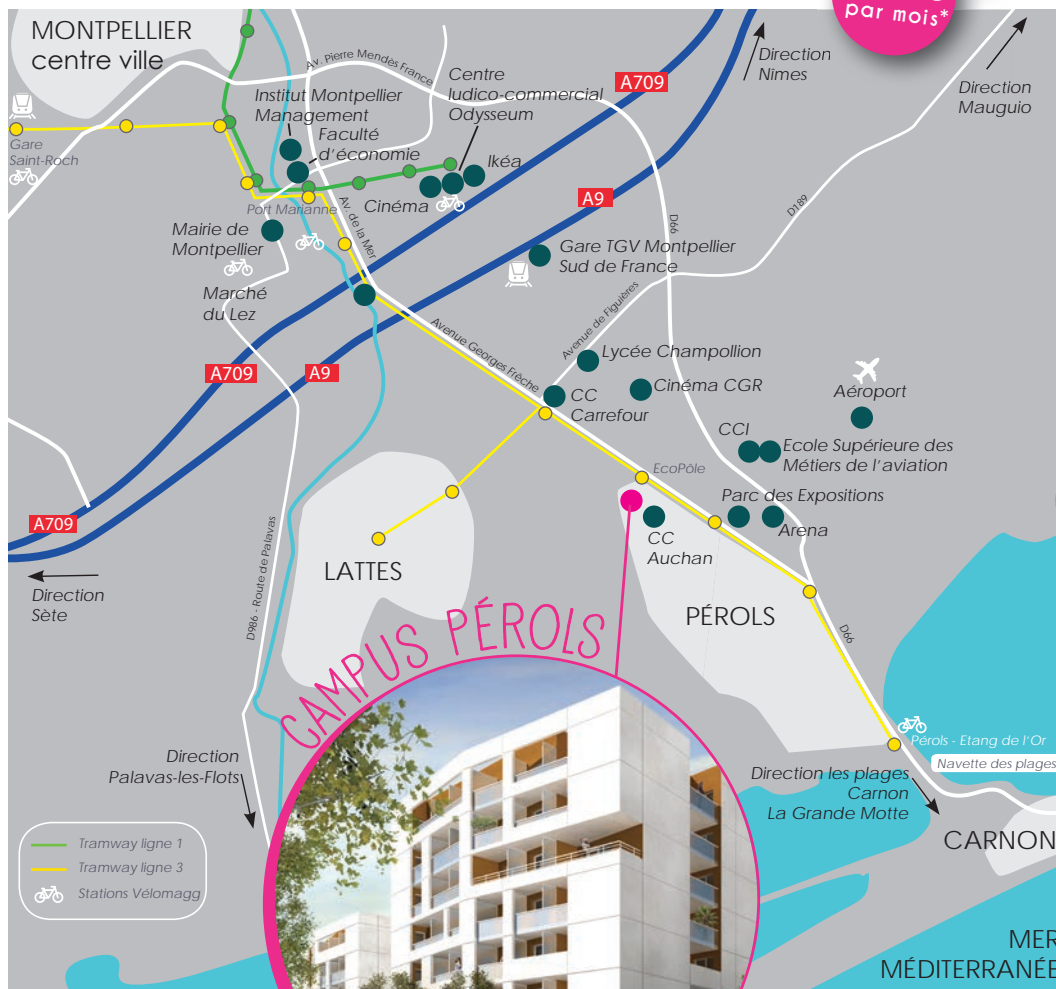 par mois*
MONTPELLIER
centre ville
Av. Pierre Mendès France
Centre
ludico-commercial
Odysseum
A709
Direction
Nimes
Direction
Mauguio
Institut Montpellier
Management
Faculté
d'économie
Ikéa
Gare
Saint-Roch
Cinéma
Port Marianne
Av. de la Mer
A9
D66
D189
Mairie de
Montpellier
Gare TGV Montpellier
Sud de France
Marché
du Lez
Avenue de Figuières
Avenue Georges Frêche
Lycée Champollion
A709
A9
CC
Carrefour
Cinéma CGR
Aéroport
CCI
Ecole Supérieure des
Métiers de l'aviation
EcoPôle
Parc des Expositions
Arena
CC
Auchan
A709
Direction
Sète
D986 - Route de Palavas
LATTES
PÉROLS
D66
CAMPUS PÉROLS
Pérols - Etang de l'Or
Navette des plages
Direction
Palavas-les-Flots
Direction les plages
Carnon
La Grande Motte
CARNON
Tramway ligne 1
Tramway ligne 3
Stations Vélomagg
MER
MÉDITERRANÉE